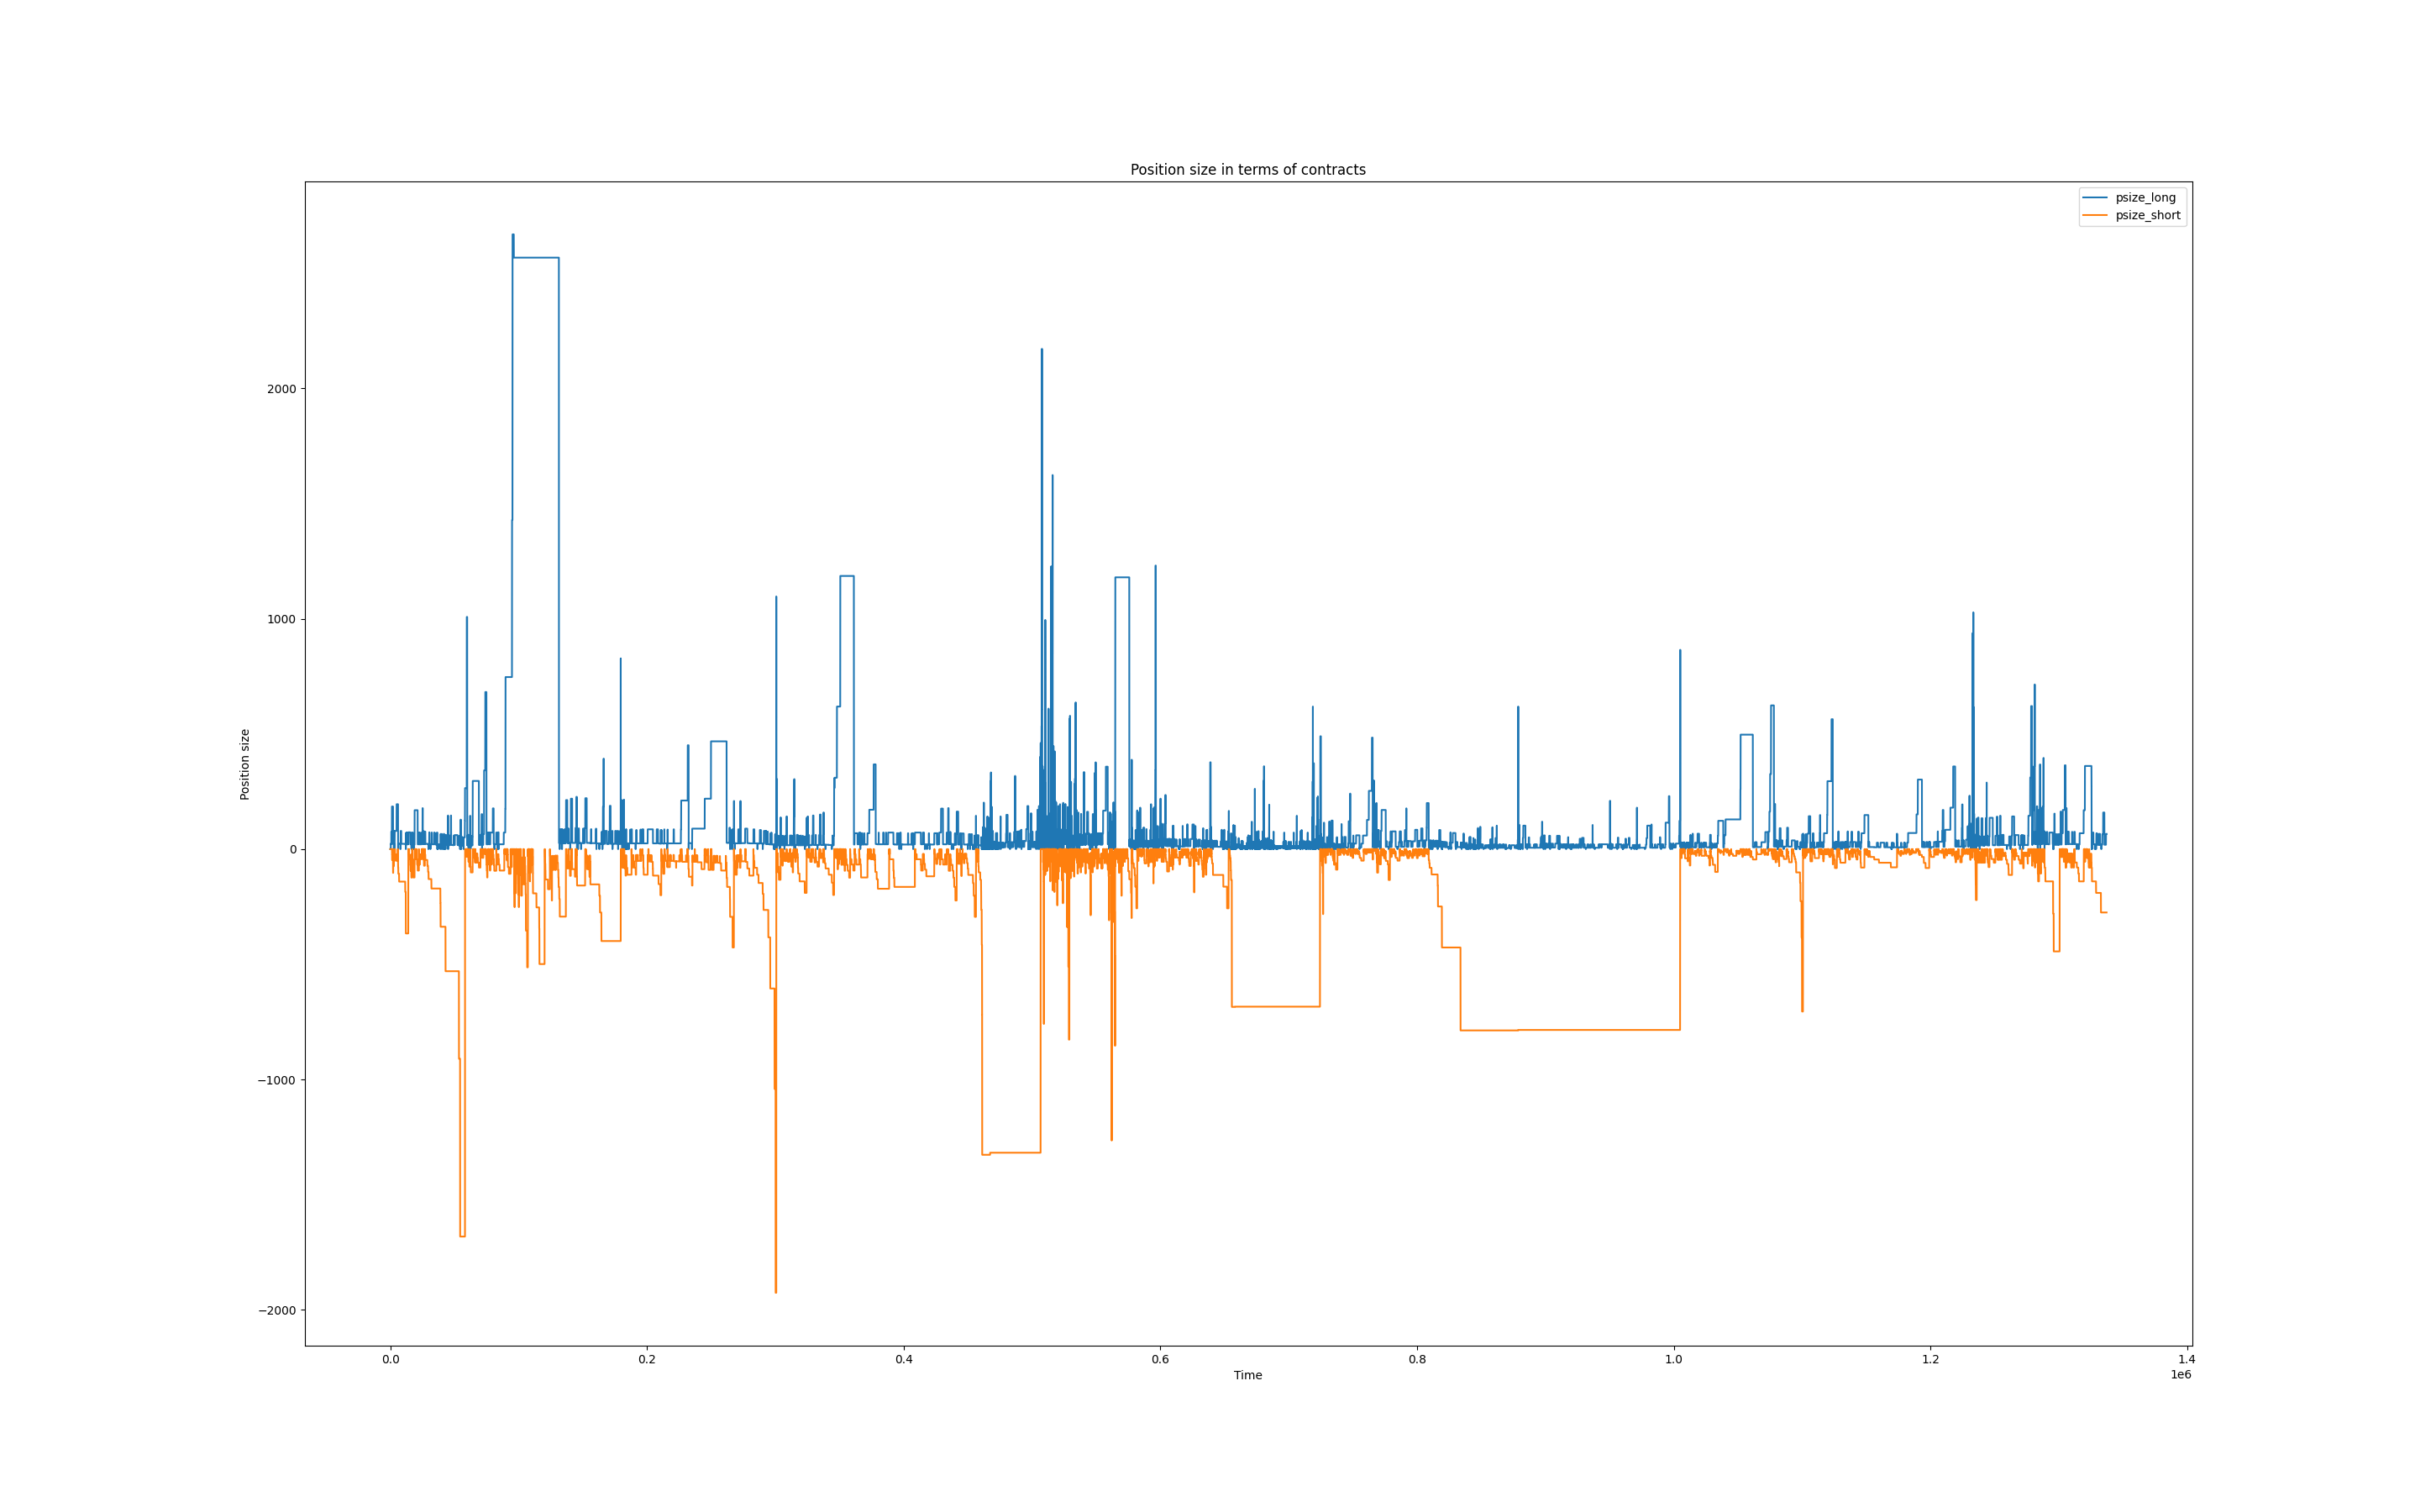 Position size in terms of contracts
psize_long
psize_short
Position size
2000
1000
0
−1000
−2000
0.0
0.2
0.4
0.6
0.8
1.0
1.2
1.4
Time
1e6